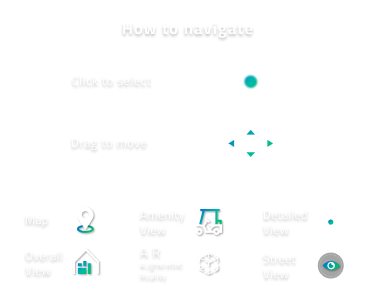 How to navigate
Click to select
Drag to move
Map
Amenity
View
Detailed
View
Overall
View
A R
Augmented
Reality
Street
View